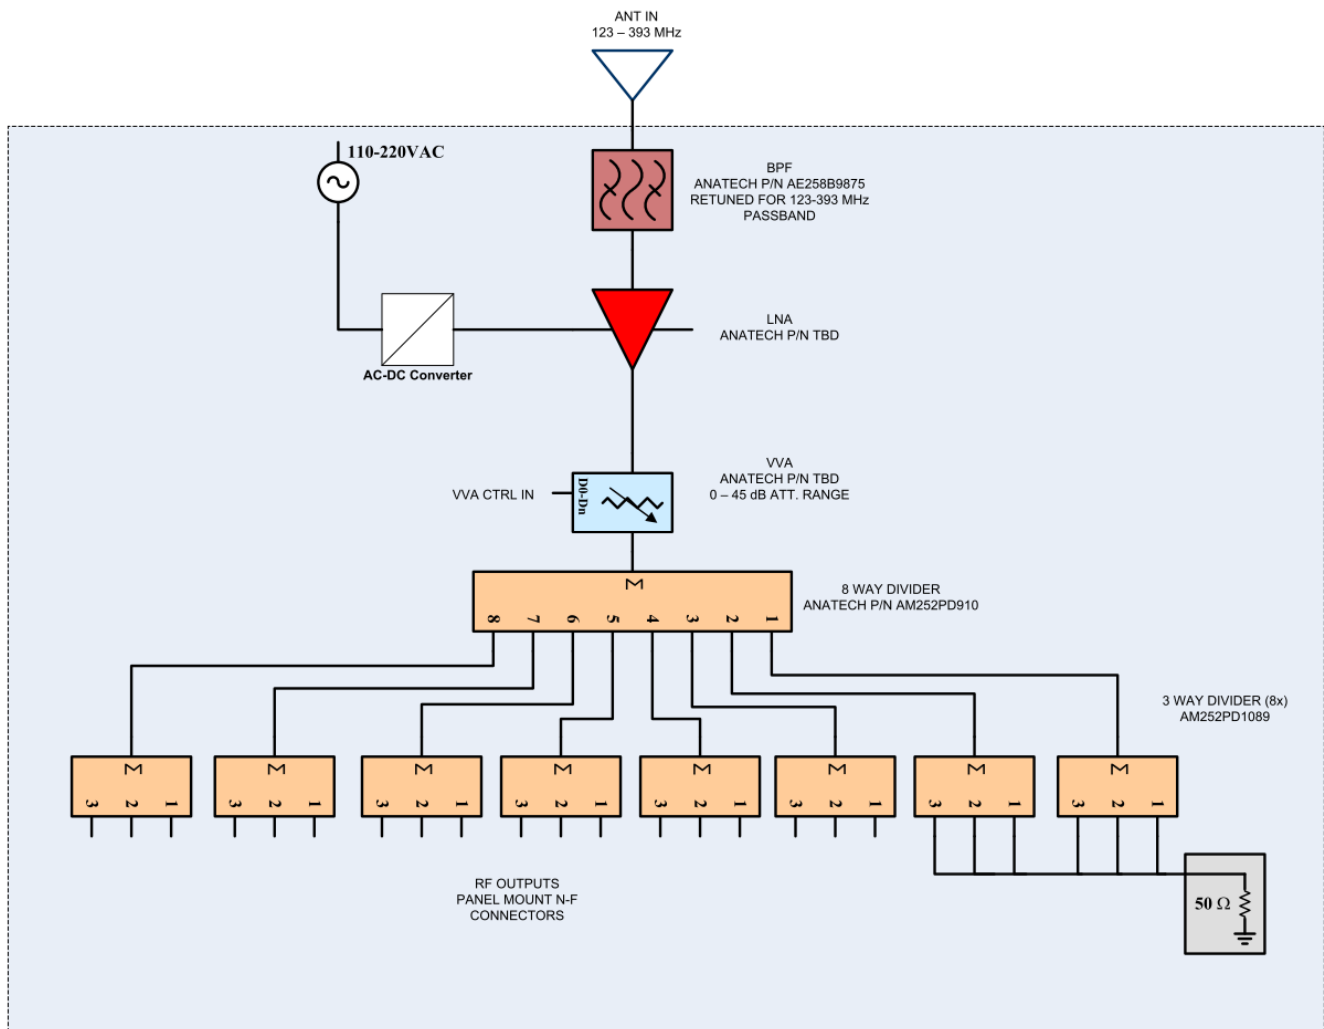 ANT IN
123 – 393 MHz
110-220VAC
BPF
ANATECH P/N AE258B9875
RETUNED FOR 123-393 MHz
PASSBAND
LNA
ANATECH P/N TBD
AC-DC Converter
VVA
ANATECH P/N TBD
0 – 45 dB ATT. RANGE
VVA CTRL IN
D0-Dn
Σ
8 WAY DIVIDER
ANATECH P/N AM252PD910
8 7 6 5 4 3 2 1
3 WAY DIVIDER (8x)
AM252PD1089
Σ Σ Σ Σ Σ Σ Σ Σ
3 2 1 3 2 1 3 2 1 3 2 1 3 2 1 3 2 1 3 2 1 3 2 1
RF OUTPUTS
PANEL MOUNT N-F
CONNECTORS
50 Ω